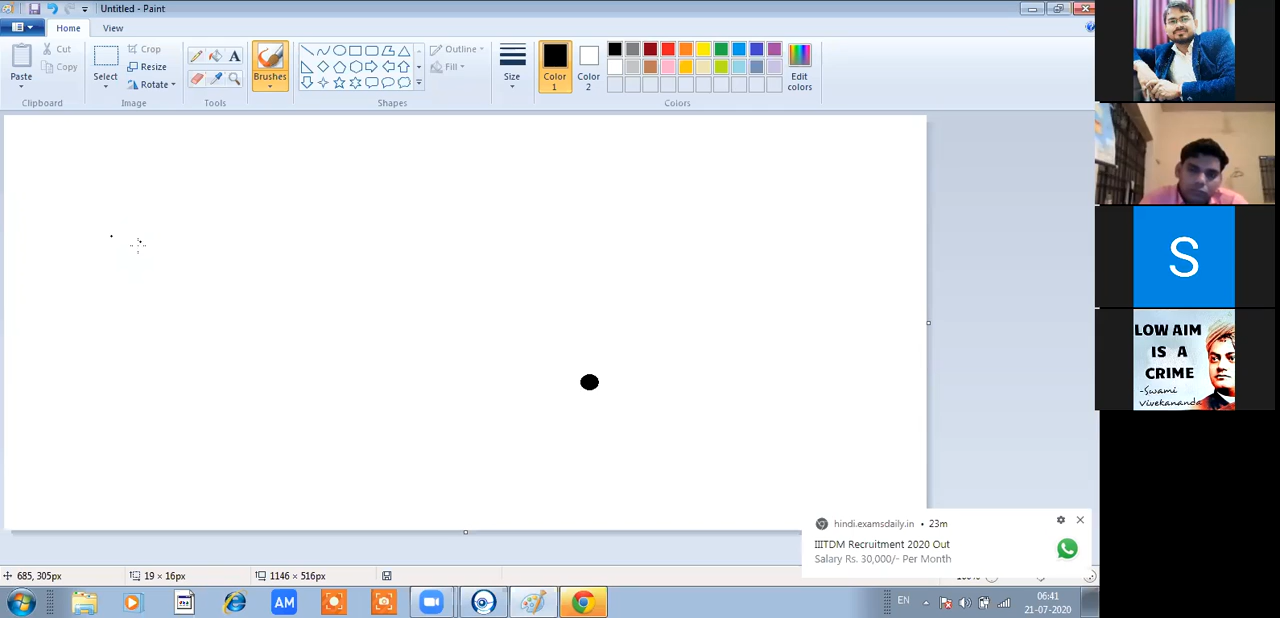 Untitled - Paint
Home
View
Paste
Cut
Copy
Clipboard
Select
Crop
Resize
Rotate
Image
A
Tools
Brushes
Outline
Fill
Shapes
Size
Color 1
Color 2
Edit colors
Colors
S
LOW AIM
IS A
CRIME
-Swami
Vivekananda
hindi.examsdaily.in • 23m
IIITDM Recruitment 2020 Out
Salary Rs. 30,000/- Per Month
685, 305px
19 × 16px
1146 × 516px
AM
EN
06:41
21-07-2020